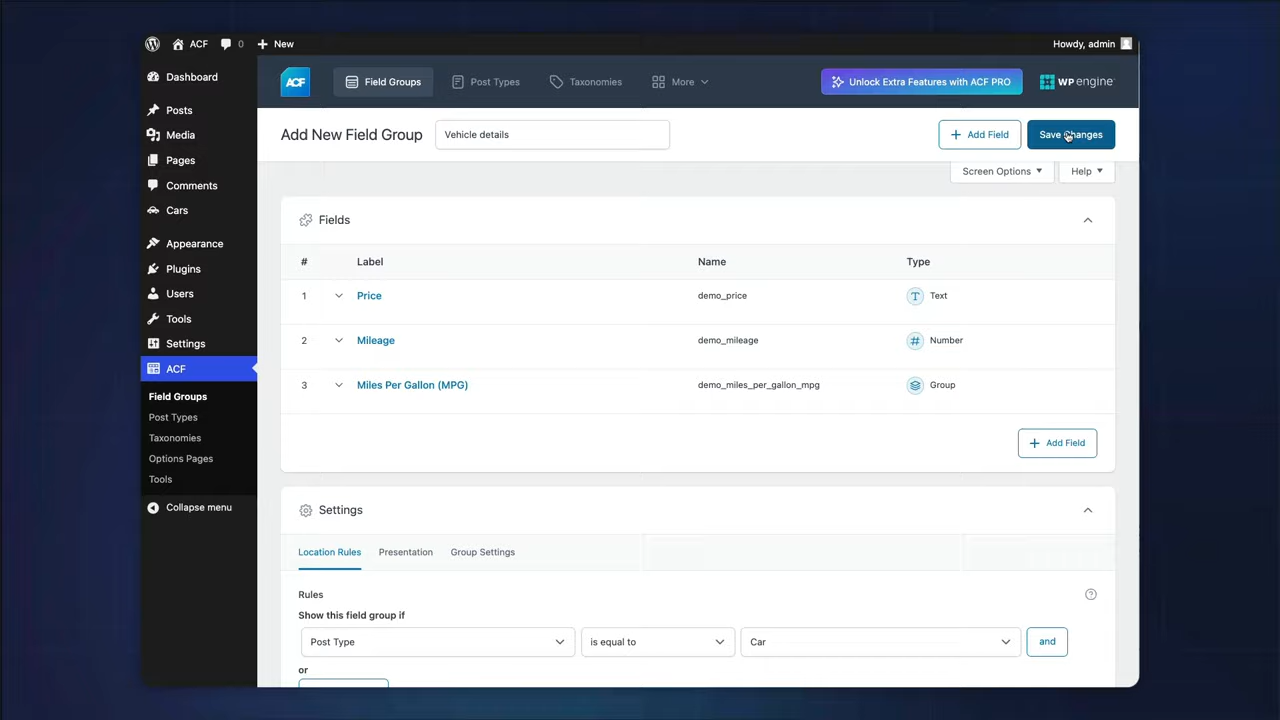 ACF 0 New Howdy, admin
Dashboard
Posts
Media
Pages
Comments
Cars
Appearance
Plugins
Users
Tools
Settings
ACF
Field Groups
Post Types
Taxonomies
Options Pages
Tools
Collapse menu
ACF Field Groups Post Types Taxonomies More Unlock Extra Features with ACF PRO WP engine
Add New Field Group Vehicle details Add Field Save Changes
Screen Options Help
Fields
# Label Name Type
1 Price demo_price Text
2 Mileage demo_mileage # Number
3 Miles Per Gallon (MPG) demo_miles_per_gallon_mpg Group
Add Field
Settings
Location Rules Presentation Group Settings
Rules
Show this field group if
Post Type is equal to Car and
or